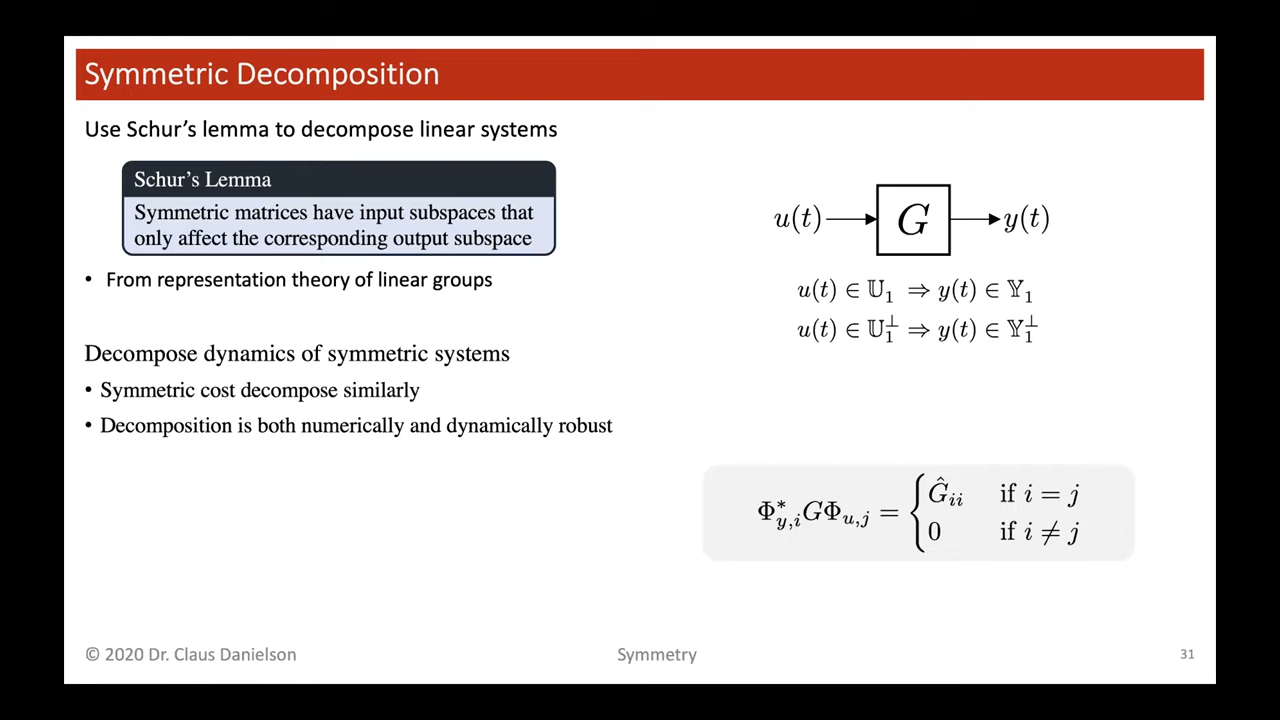 Symmetric Decomposition
Use Schur's lemma to decompose linear systems
Schur's Lemma
Symmetric matrices have input subspaces that
only affect the corresponding output subspace
• From representation theory of linear groups
Decompose dynamics of symmetric systems
• Symmetric cost decompose similarly
• Decomposition is both numerically and dynamically robust
u(t) G y(t)
u(t) ∈ 𝕌₁ ⇒ y(t) ∈ 𝕐₁
u(t) ∈ 𝕌₁^⊥ ⇒ y(t) ∈ 𝕐₁^⊥
Φ*_{y,i} G Φ_{u,j} = { Ĝ_{ii} if i = j
0 if i ≠ j
© 2020 Dr. Claus Danielson Symmetry 31